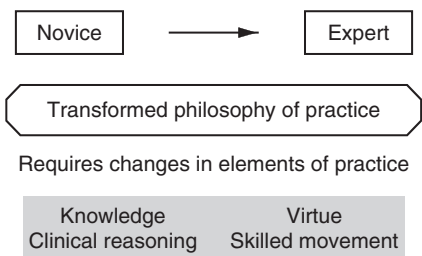 Novice Expert
Transformed philosophy of practice
Requires changes in elements of practice
Knowledge Virtue
Clinical reasoning Skilled movement